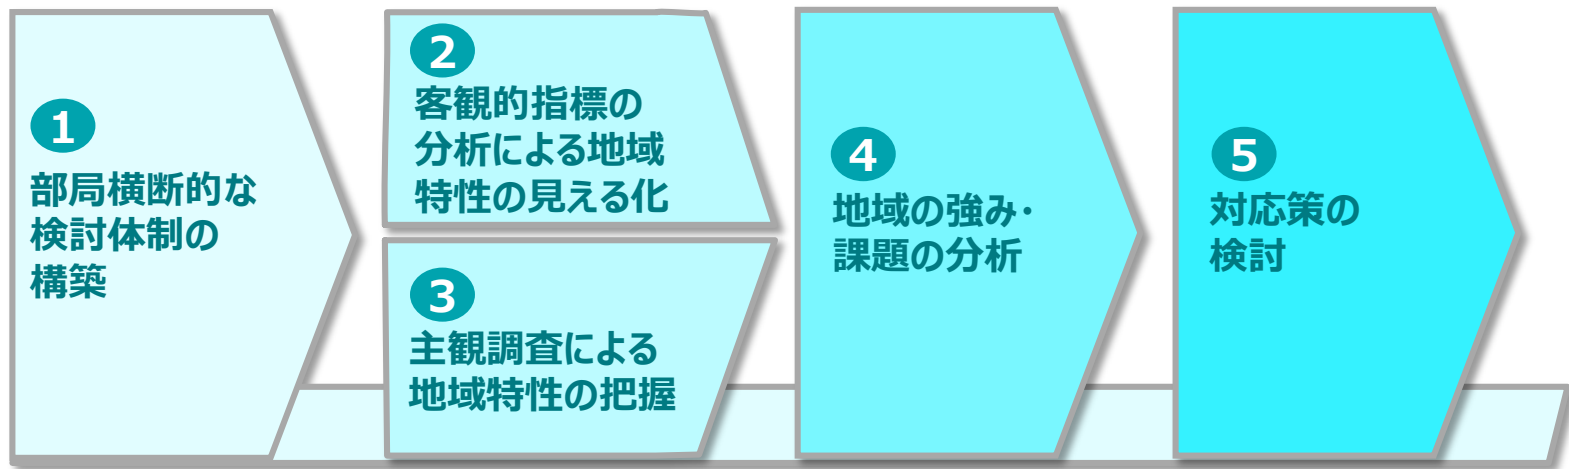 1
部局横断的な
検討体制の
構築
2
客観的指標の
分析による地域
特性の見える化
3
主観調査による
地域特性の把握
4
地域の強み・
課題の分析
5
対応策の
検討